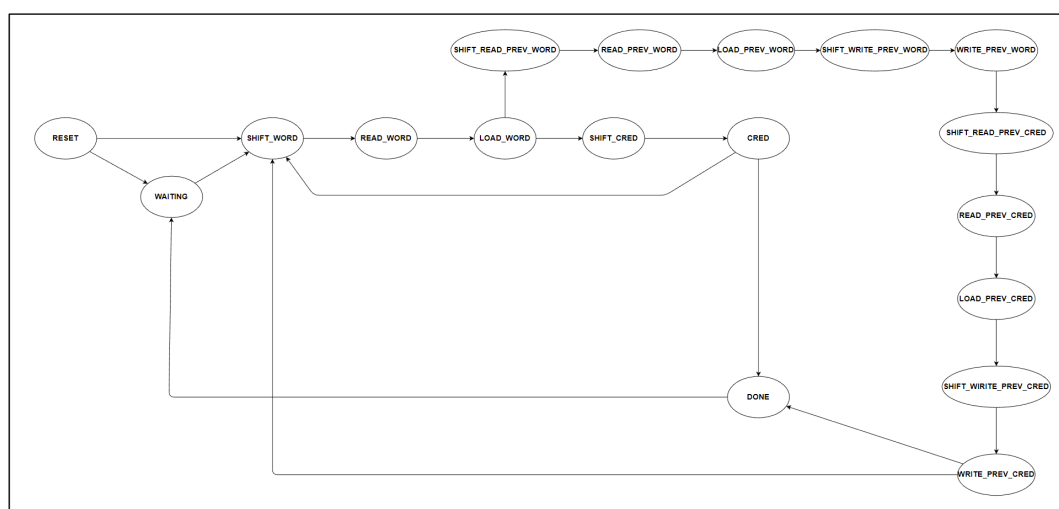 SHIFT_READ_PREV_WORD
READ_PREV_WORD
LOAD_PREV_WORD
SHIFT_WRITE_PREV_WORD
WRITE_PREV_WORD
RESET
SHIFT_WORD
READ_WORD
LOAD_WORD
SHIFT_CRED
CRED
SHIFT_READ_PREV_CRED
WAITING
READ_PREV_CRED
LOAD_PREV_CRED
SHIFT_WIRITE_PREV_CRED
DONE
WRITE_PREV_CRED